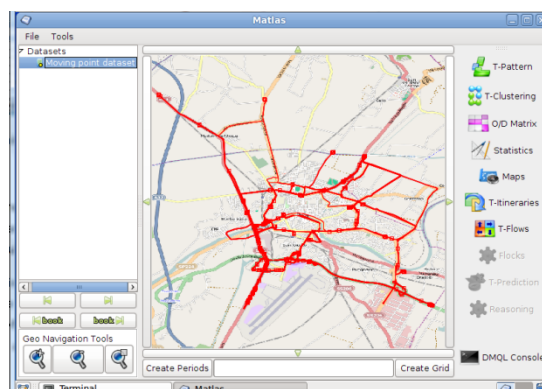 Matlas
File Tools
Datasets
Moving point dataset
T-Pattern
T-Clustering
O/D Matrix
Statistics
Maps
T-Itineraries
T-Flows
Flocks
T-Prediction
Reasoning
book book
Geo Navigation Tools
Create Periods Create Grid
DMQL Console
Terminal Matlas